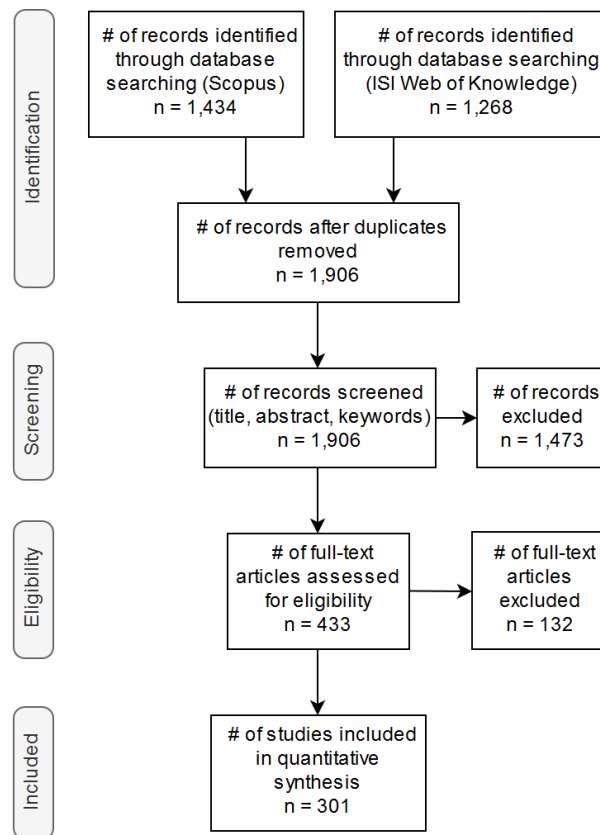 Identification
# of records identified
through database
searching (Scopus)
n = 1,434
# of records identified
through database searching
(ISI Web of Knowledge)
n = 1,268
# of records after duplicates
removed
n = 1,906
Screening
# of records screened
(title, abstract, keywords)
n = 1,906
# of records
excluded
n = 1,473
Eligibility
# of full-text
articles assessed
for eligibility
n = 433
# of full-text
articles
excluded
n = 132
Included
# of studies included
in quantitative
synthesis
n = 301